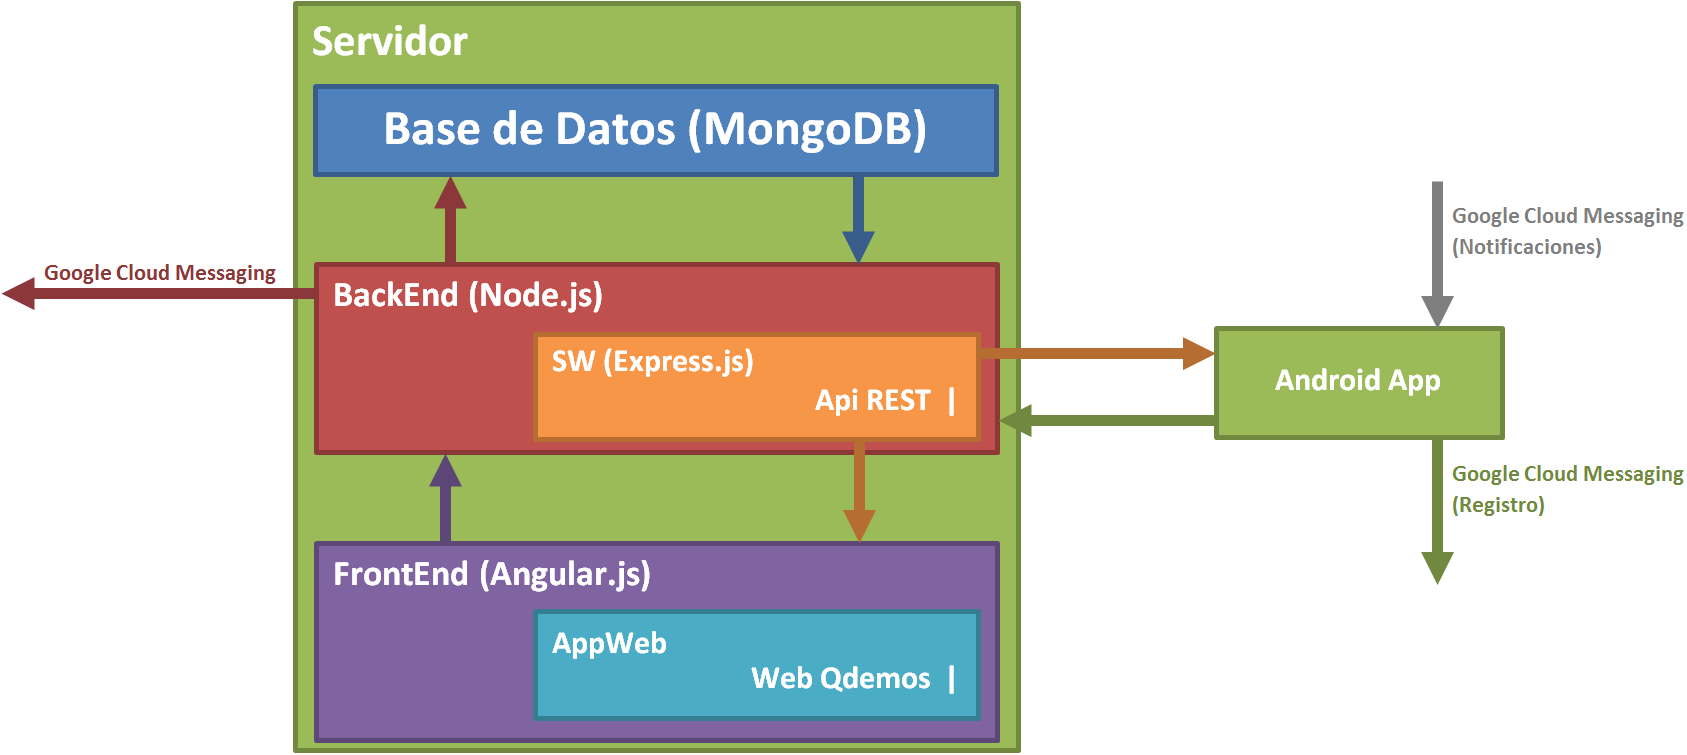 Servidor
Base de Datos (MongoDB)
Google Cloud Messaging
(Notificaciones)
Google Cloud Messaging
BackEnd (Node.js)
SW (Express.js)
Api REST |
Android App
Google Cloud Messaging
(Registro)
FrontEnd (Angular.js)
AppWeb
Web Qdemos |